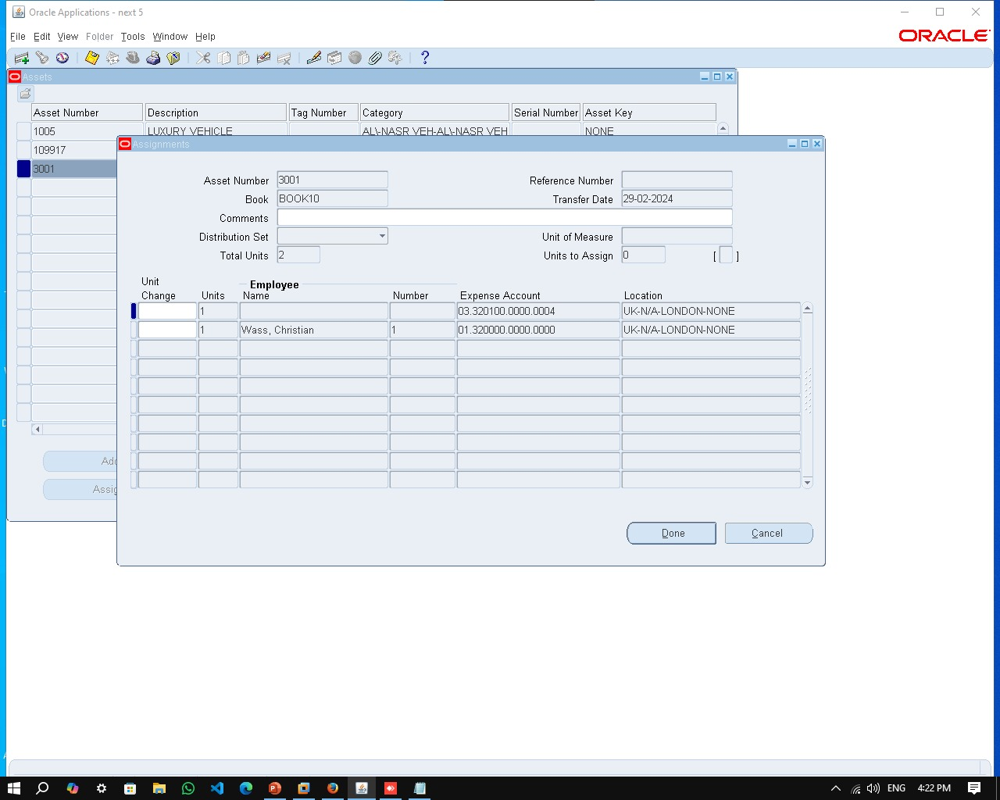 Oracle Applications - next 5
File Edit View Folder Tools Window Help
ORACLE
Assets
Asset Number Description Tag Number Category Serial Number Asset Key
1005 LUXURY VEHICLE AL\-NASR VEH-AL\-NASR VEH NONE
109917
3001
Assignments
Asset Number 3001 Reference Number
Book BOOK10 Transfer Date 29-02-2024
Comments
Distribution Set Unit of Measure
Total Units 2 Units to Assign 0 [ ]
Unit Change Units Employee Name Number Expense Account Location
1 03.320100.0000.0004 UK-N/A-LONDON-NONE
1 Wass, Christian 1 01.320000.0000.0000 UK-N/A-LONDON-NONE
Done Cancel
ENG 4:22 PM